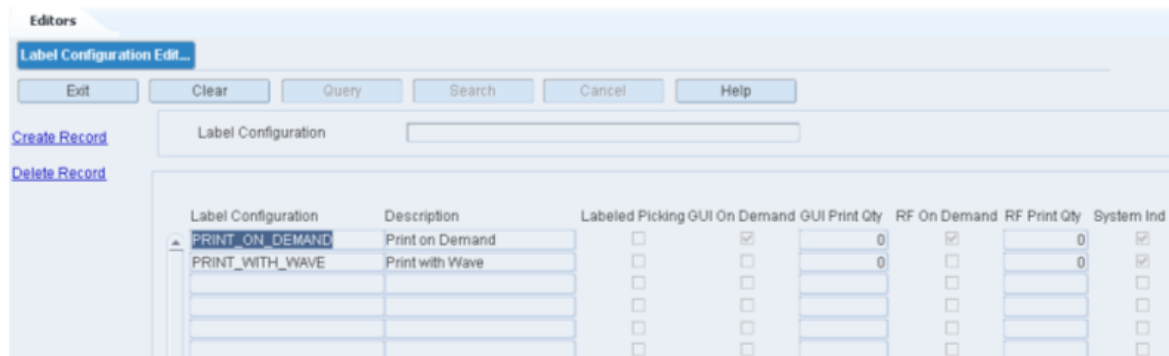 Editors
Label Configuration Edit...
Exit Clear Query Search Cancel Help
Create Record
Label Configuration
Delete Record
Label Configuration Description Labeled Picking GUI On Demand GUI Print Qty RF On Demand RF Print Qty System Ind
PRINT_ON_DEMAND Print on Demand 0 0
PRINT_WITH_WAVE Print with Wave 0 0